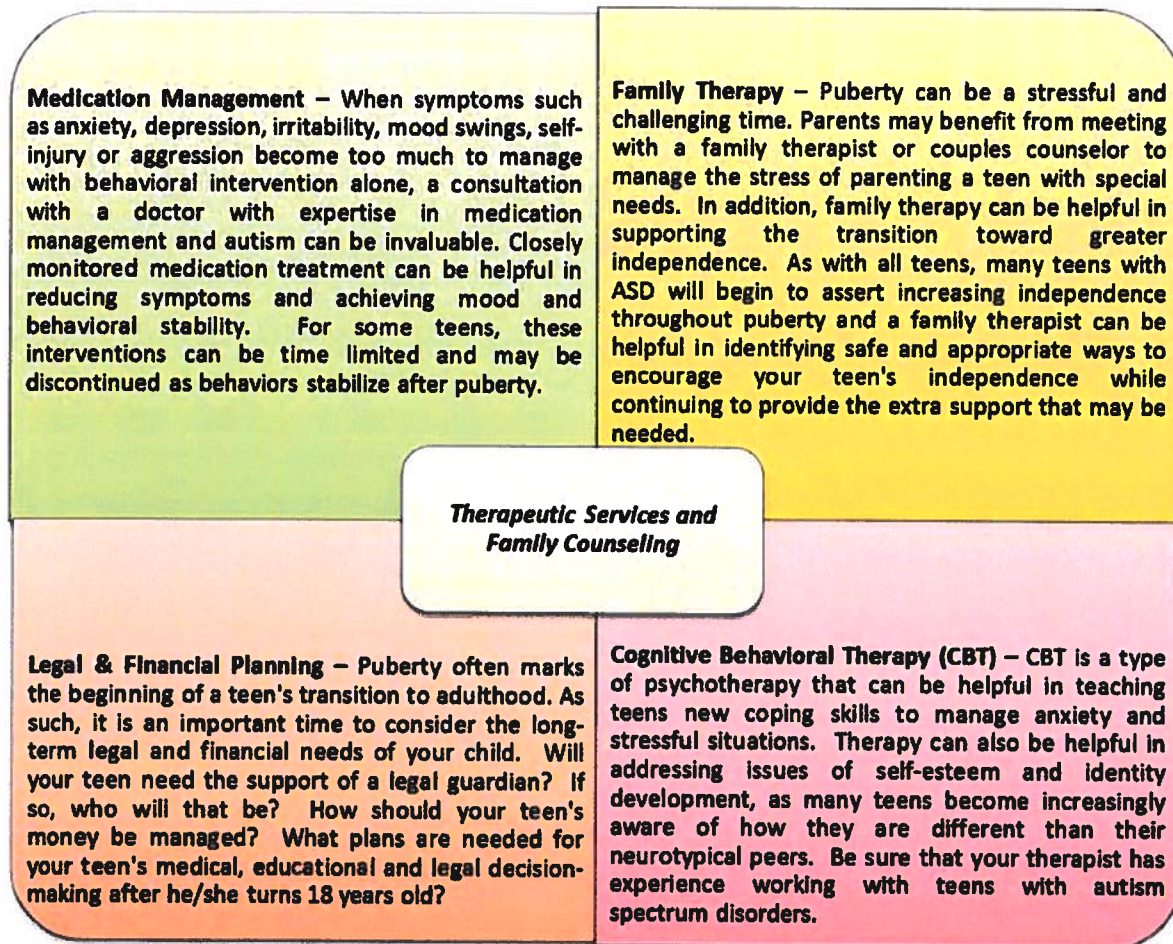 Medication Management – When symptoms such
as anxiety, depression, irritability, mood swings, self-
injury or aggression become too much to manage
with behavioral intervention alone, a consultation
with a doctor with expertise in medication
management and autism can be invaluable. Closely
monitored medication treatment can be helpful in
reducing symptoms and achieving mood and
behavioral stability. For some teens, these
interventions can be time limited and may be
discontinued as behaviors stabilize after puberty.
Family Therapy – Puberty can be a stressful and
challenging time. Parents may benefit from meeting
with a family therapist or couples counselor to
manage the stress of parenting a teen with special
needs. In addition, family therapy can be helpful in
supporting the transition toward greater
independence. As with all teens, many teens with
ASD will begin to assert increasing independence
throughout puberty and a family therapist can be
helpful in identifying safe and appropriate ways to
encourage your teen's independence while
continuing to provide the extra support that may be
needed.
Therapeutic Services and
Family Counseling
Legal & Financial Planning – Puberty often marks
the beginning of a teen's transition to adulthood. As
such, it is an important time to consider the long-
term legal and financial needs of your child. Will
your teen need the support of a legal guardian? If
so, who will that be? How should your teen's
money be managed? What plans are needed for
your teen's medical, educational and legal decision-
making after he/she turns 18 years old?
Cognitive Behavioral Therapy (CBT) – CBT is a type
of psychotherapy that can be helpful in teaching
teens new coping skills to manage anxiety and
stressful situations. Therapy can also be helpful in
addressing issues of self-esteem and identity
development, as many teens become increasingly
aware of how they are different than their
neurotypical peers. Be sure that your therapist has
experience working with teens with autism
spectrum disorders.